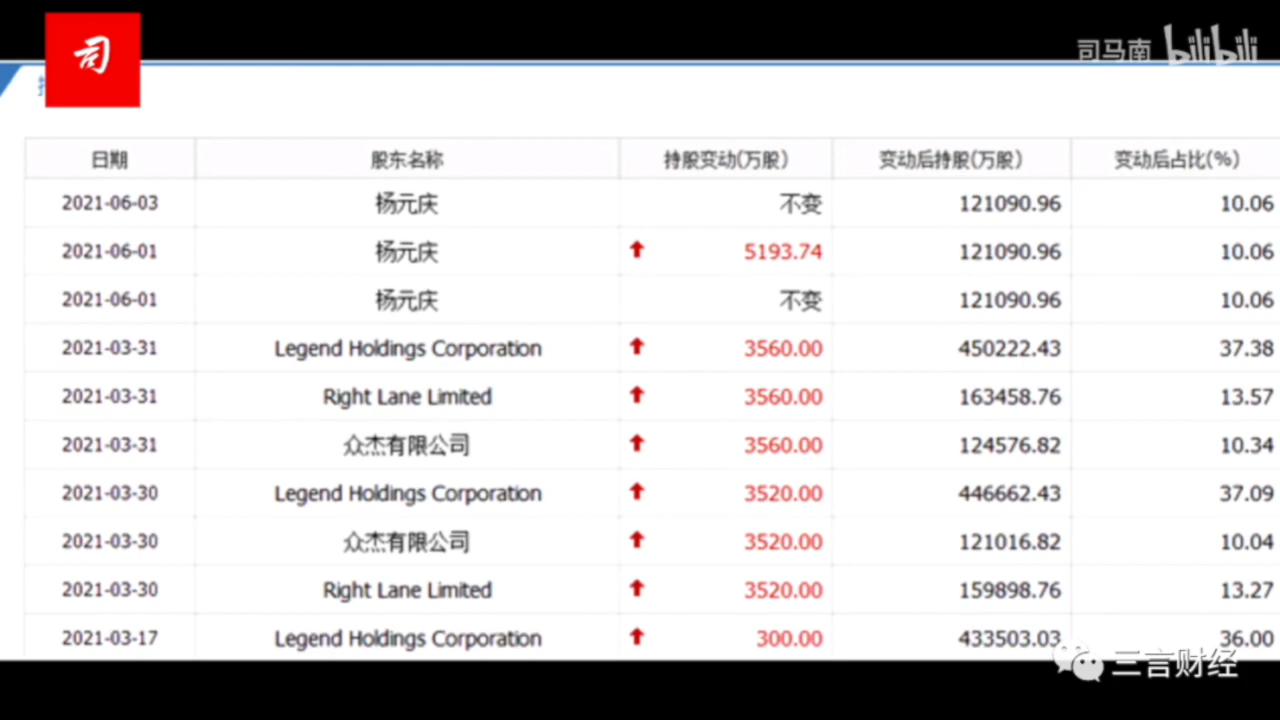 司
司马南 bilibili
日期 股东名称 持股变动(万股) 变动后持股(万股) 变动后占比(%)
2021-06-03 杨元庆 不变 121090.96 10.06
2021-06-01 杨元庆 5193.74 121090.96 10.06
2021-06-01 杨元庆 不变 121090.96 10.06
2021-03-31 Legend Holdings Corporation 3560.00 450222.43 37.38
2021-03-31 Right Lane Limited 3560.00 163458.76 13.57
2021-03-31 众杰有限公司 3560.00 124576.82 10.34
2021-03-30 Legend Holdings Corporation 3520.00 446662.43 37.09
2021-03-30 众杰有限公司 3520.00 121016.82 10.04
2021-03-30 Right Lane Limited 3520.00 159898.76 13.27
2021-03-17 Legend Holdings Corporation 300.00 433503.03 36.00
三言财经